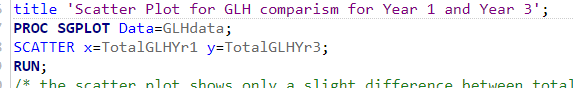 title 'Scatter Plot for GLH comparism for Year 1 and Year 3';
PROC SGPLOT Data=GLHdata;
SCATTER x=TotalGLHYr1 y=TotalGLHYr3;
RUN;
/* the scatter plot shows only a slight difference between total